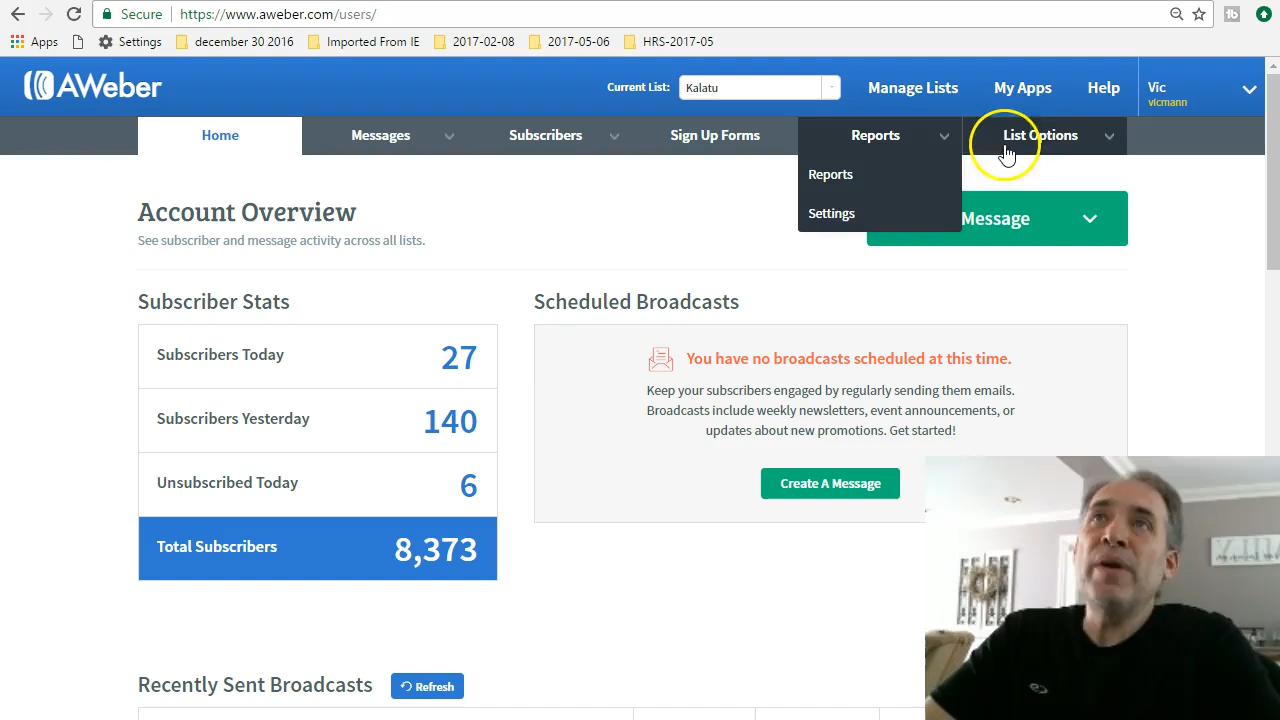 Secure https://www.aweber.com/users/
Apps Settings december 30 2016 Imported From IE 2017-02-08 2017-05-06 HRS-2017-05
AWeber Current List: Kalatu Manage Lists My Apps Help Vic
vicmann
Home Messages Subscribers Sign Up Forms Reports List Options
Reports
Settings
Message
Account Overview
See subscriber and message activity across all lists.
Subscriber Stats
Subscribers Today 27
Subscribers Yesterday 140
Unsubscribed Today 6
Total Subscribers 8,373
Scheduled Broadcasts
You have no broadcasts scheduled at this time.
Keep your subscribers engaged by regularly sending them emails.
Broadcasts include weekly newsletters, event announcements, or
updates about new promotions. Get started!
Create A Message
Recently Sent Broadcasts Refresh